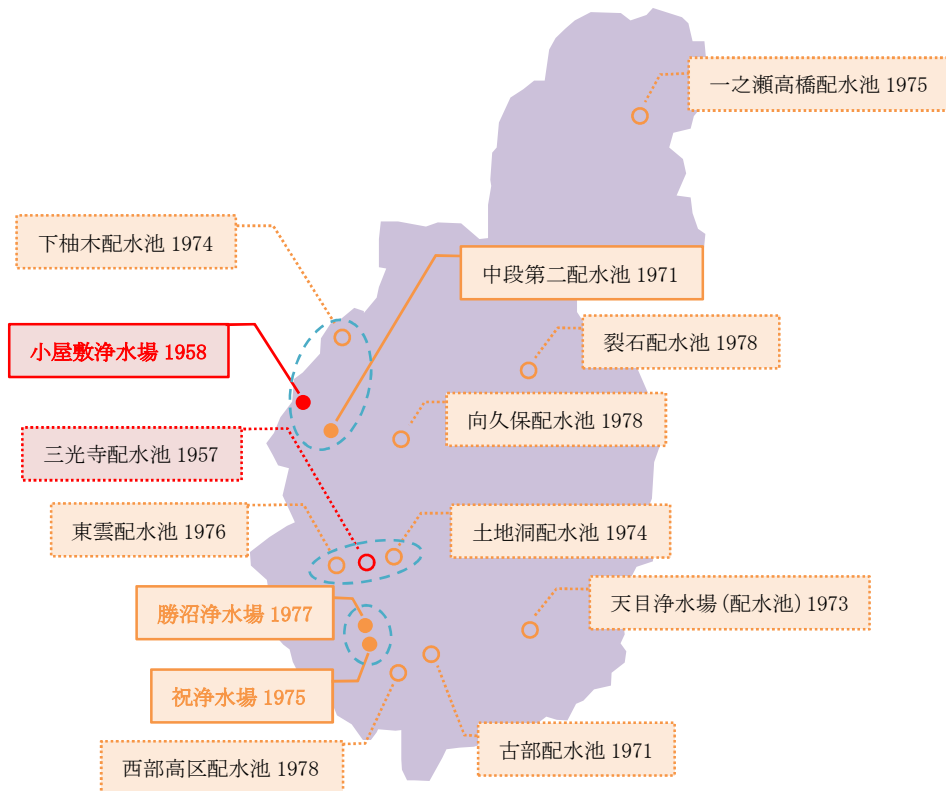 一之瀬高橋配水池 1975
下柚木配水池 1974
中段第二配水池 1971
小屋敷浄水場 1958
裂石配水池 1978
向久保配水池 1978
三光寺配水池 1957
東雲配水池 1976
土地洞配水池 1974
勝沼浄水場 1977
天目浄水場(配水池)1973
祝浄水場 1975
古部配水池 1971
西部高区配水池 1978